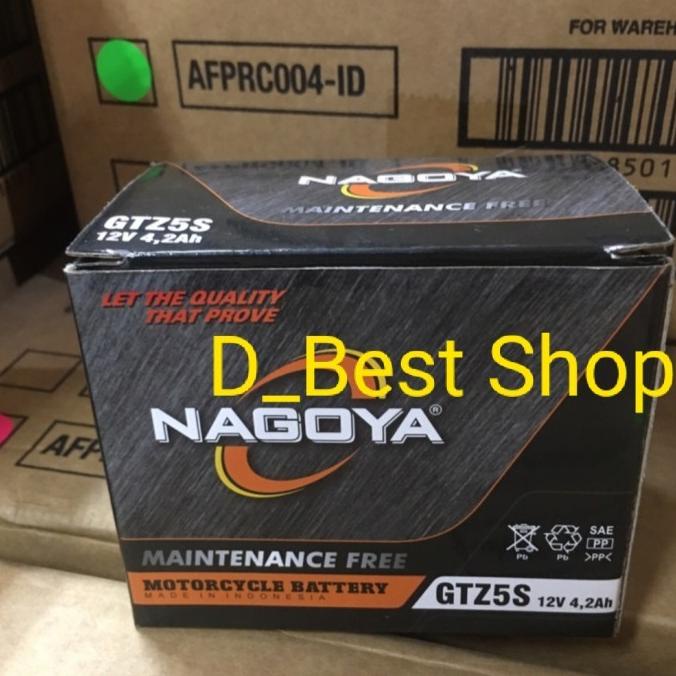 FOR WAREH
AFPRC004-ID
8501
NAGOYA
MAINTENANCE FREE
GTZ5S
12V 4,2Ah
LET THE QUALITY
THAT PROVE
D_Best Shop
NAGOYA®
AFP
SAE
PP
Pb
Pb
>PP<
MAINTENANCE FREE
MOTORCYCLE BATTERY
MADE IN INDONESIA
GTZ5S 12V 4,2Ah